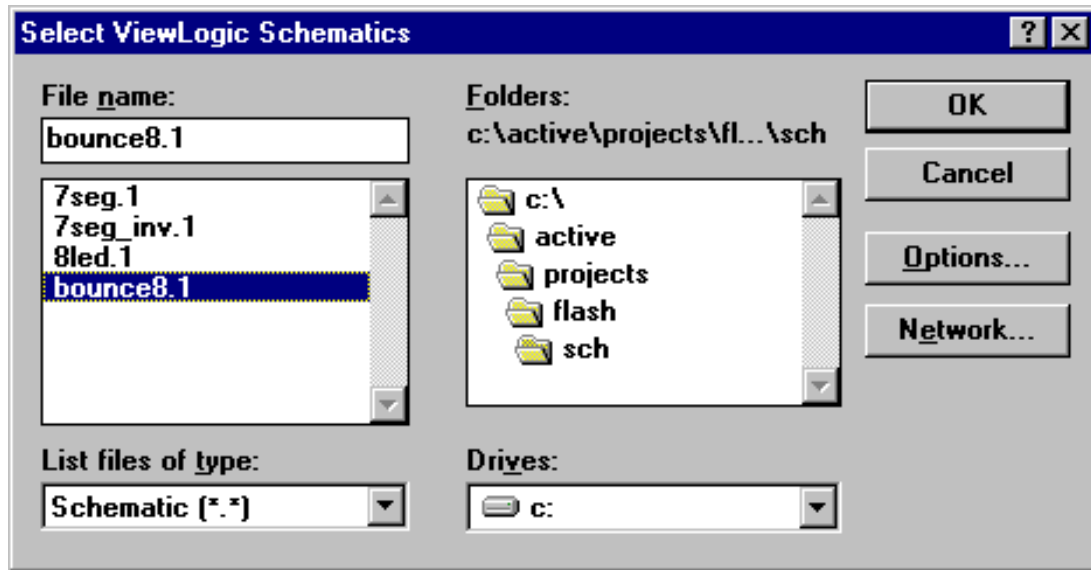 Select ViewLogic Schematics
? X
File name:
bounce8.1
7seg.1
7seg_inv.1
8led.1
bounce8.1
List files of type:
Schematic (*.*)
Folders:
c:\active\projects\fl...\sch
c:\
active
projects
flash
sch
Drives:
c:
OK
Cancel
Options...
Network...